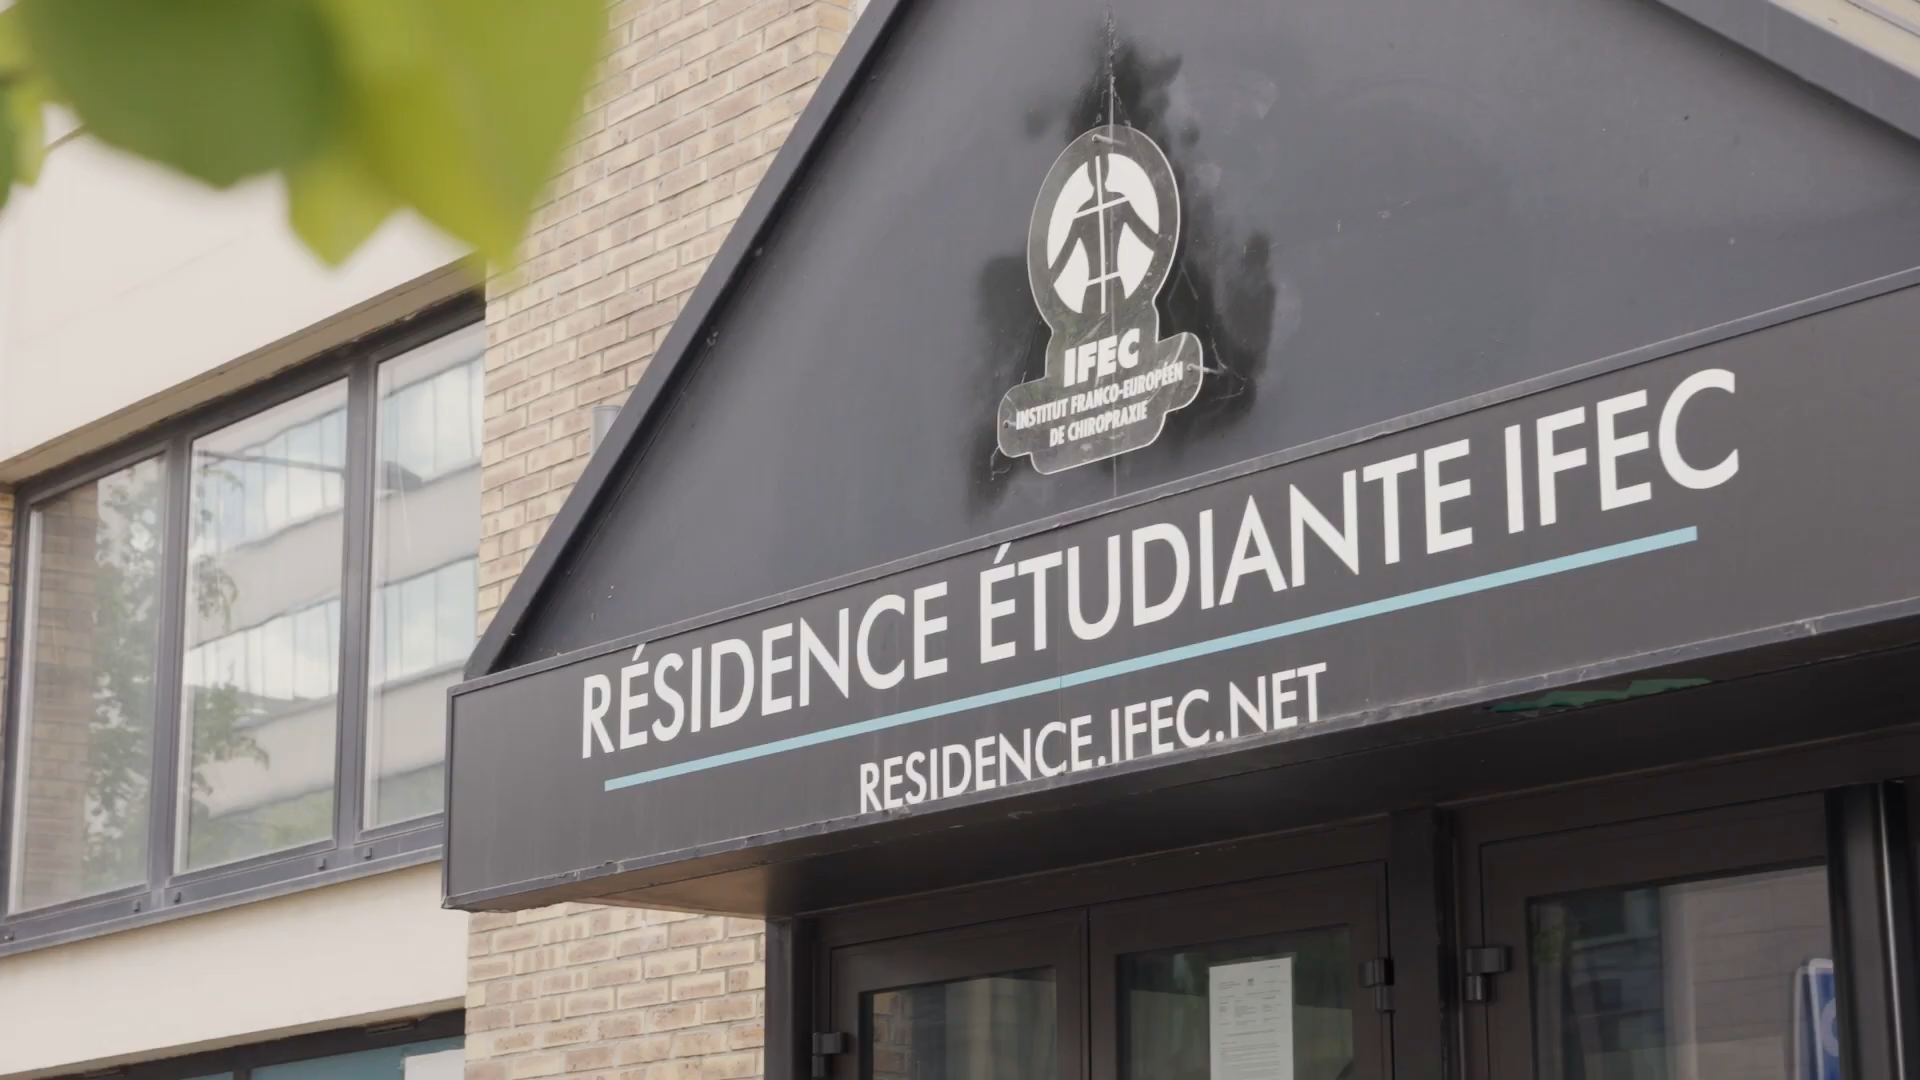 IFEC
INSTITUT FRANCO-EUROPÉEN
DE CHIROPRAXIE
RÉSIDENCE ÉTUDIANTE IFEC
RESIDENCE.IFEC.NET